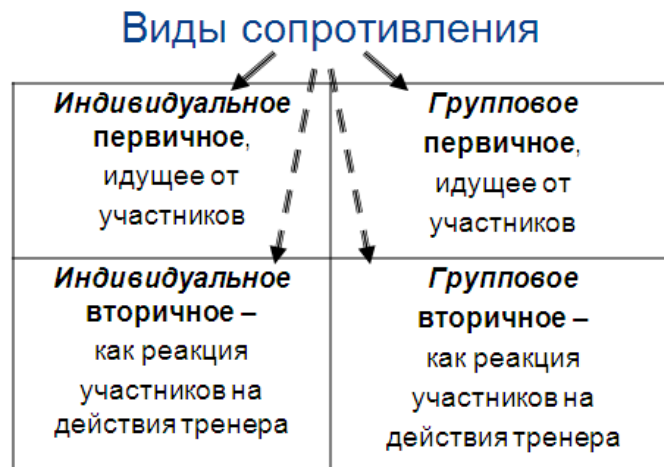 Виды сопротивления
Индивидуальное
первичное,
идущее от
участников
Групповое
первичное,
идущее от
участников
Индивидуальное
вторичное –
как реакция
участников на
действия тренера
Групповое
вторичное –
как реакция
участников на
действия тренера